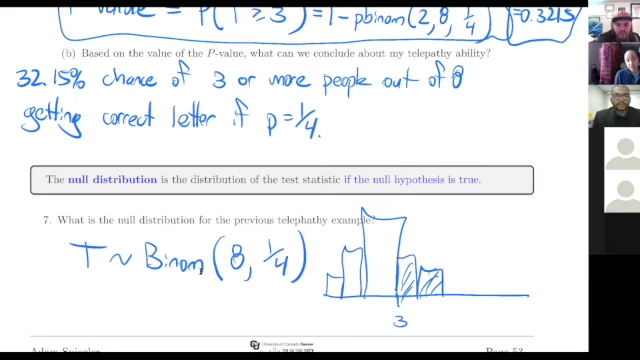 P-value = P(T ≥ 3) = 1 - pbinom(2, 8, 1/4) = 0.3215
(b) Based on the value of the P-value, what can we conclude about my telepathy ability?
32.15% chance of 3 or more people out of 8
getting correct letter if p = 1/4.
The null distribution is the distribution of the test statistic if the null hypothesis is true.
7. What is the null distribution for the previous telephathy example?
T ~ Binom (8, 1/4)
3
Adam Spiegler
University of Colorado Denver
Page 53